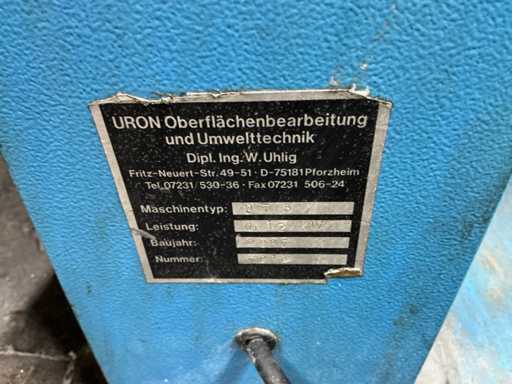 URON Oberflächenbearbeitung
und Umwelttechnik
Dipl. Ing. W. Uhlig
Fritz-Neuert-Str. 49-51 · D-75181 Pforzheim
Tel. 07231/530-36 · Fax 07231 506-24
Maschinentyp:
Leistung:
Baujahr:
Nummer: